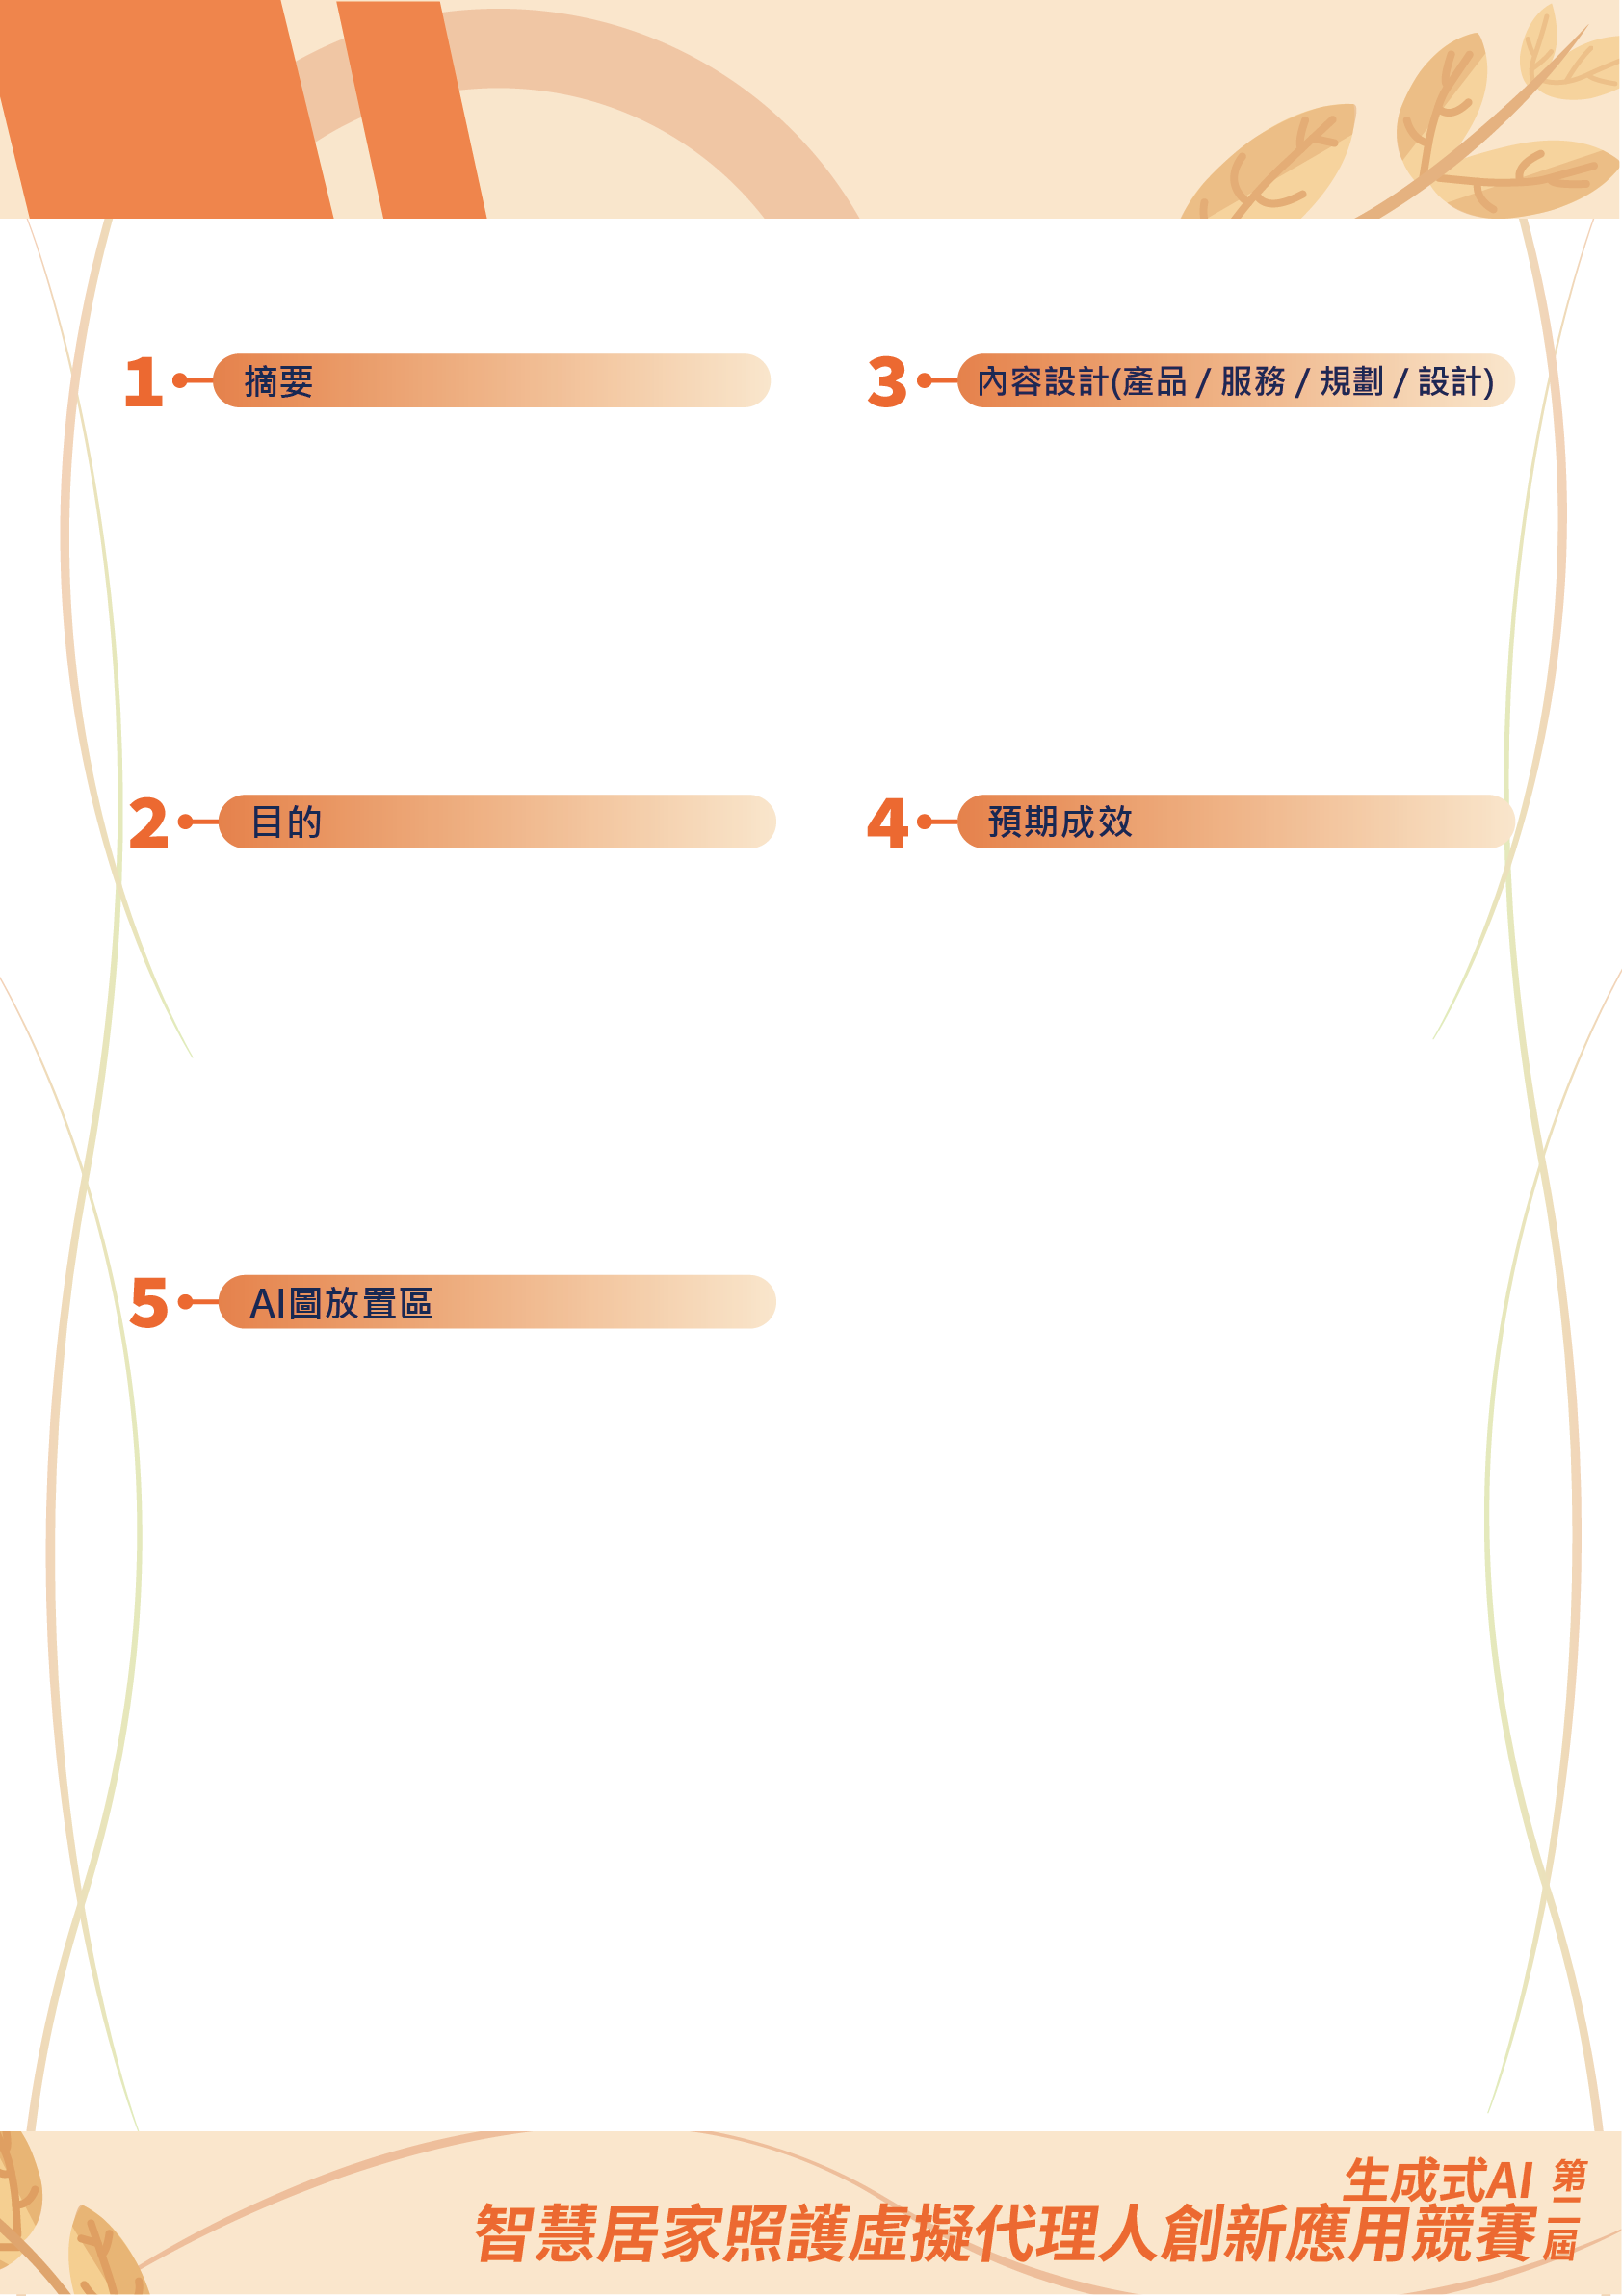 1 摘要
2 目的
3 內容設計(產品 / 服務 / 規劃 / 設計)
4 預期成效
5 AI圖放置區
第二屆
生成式AI
智慧居家照護虛擬代理人創新應用競賽